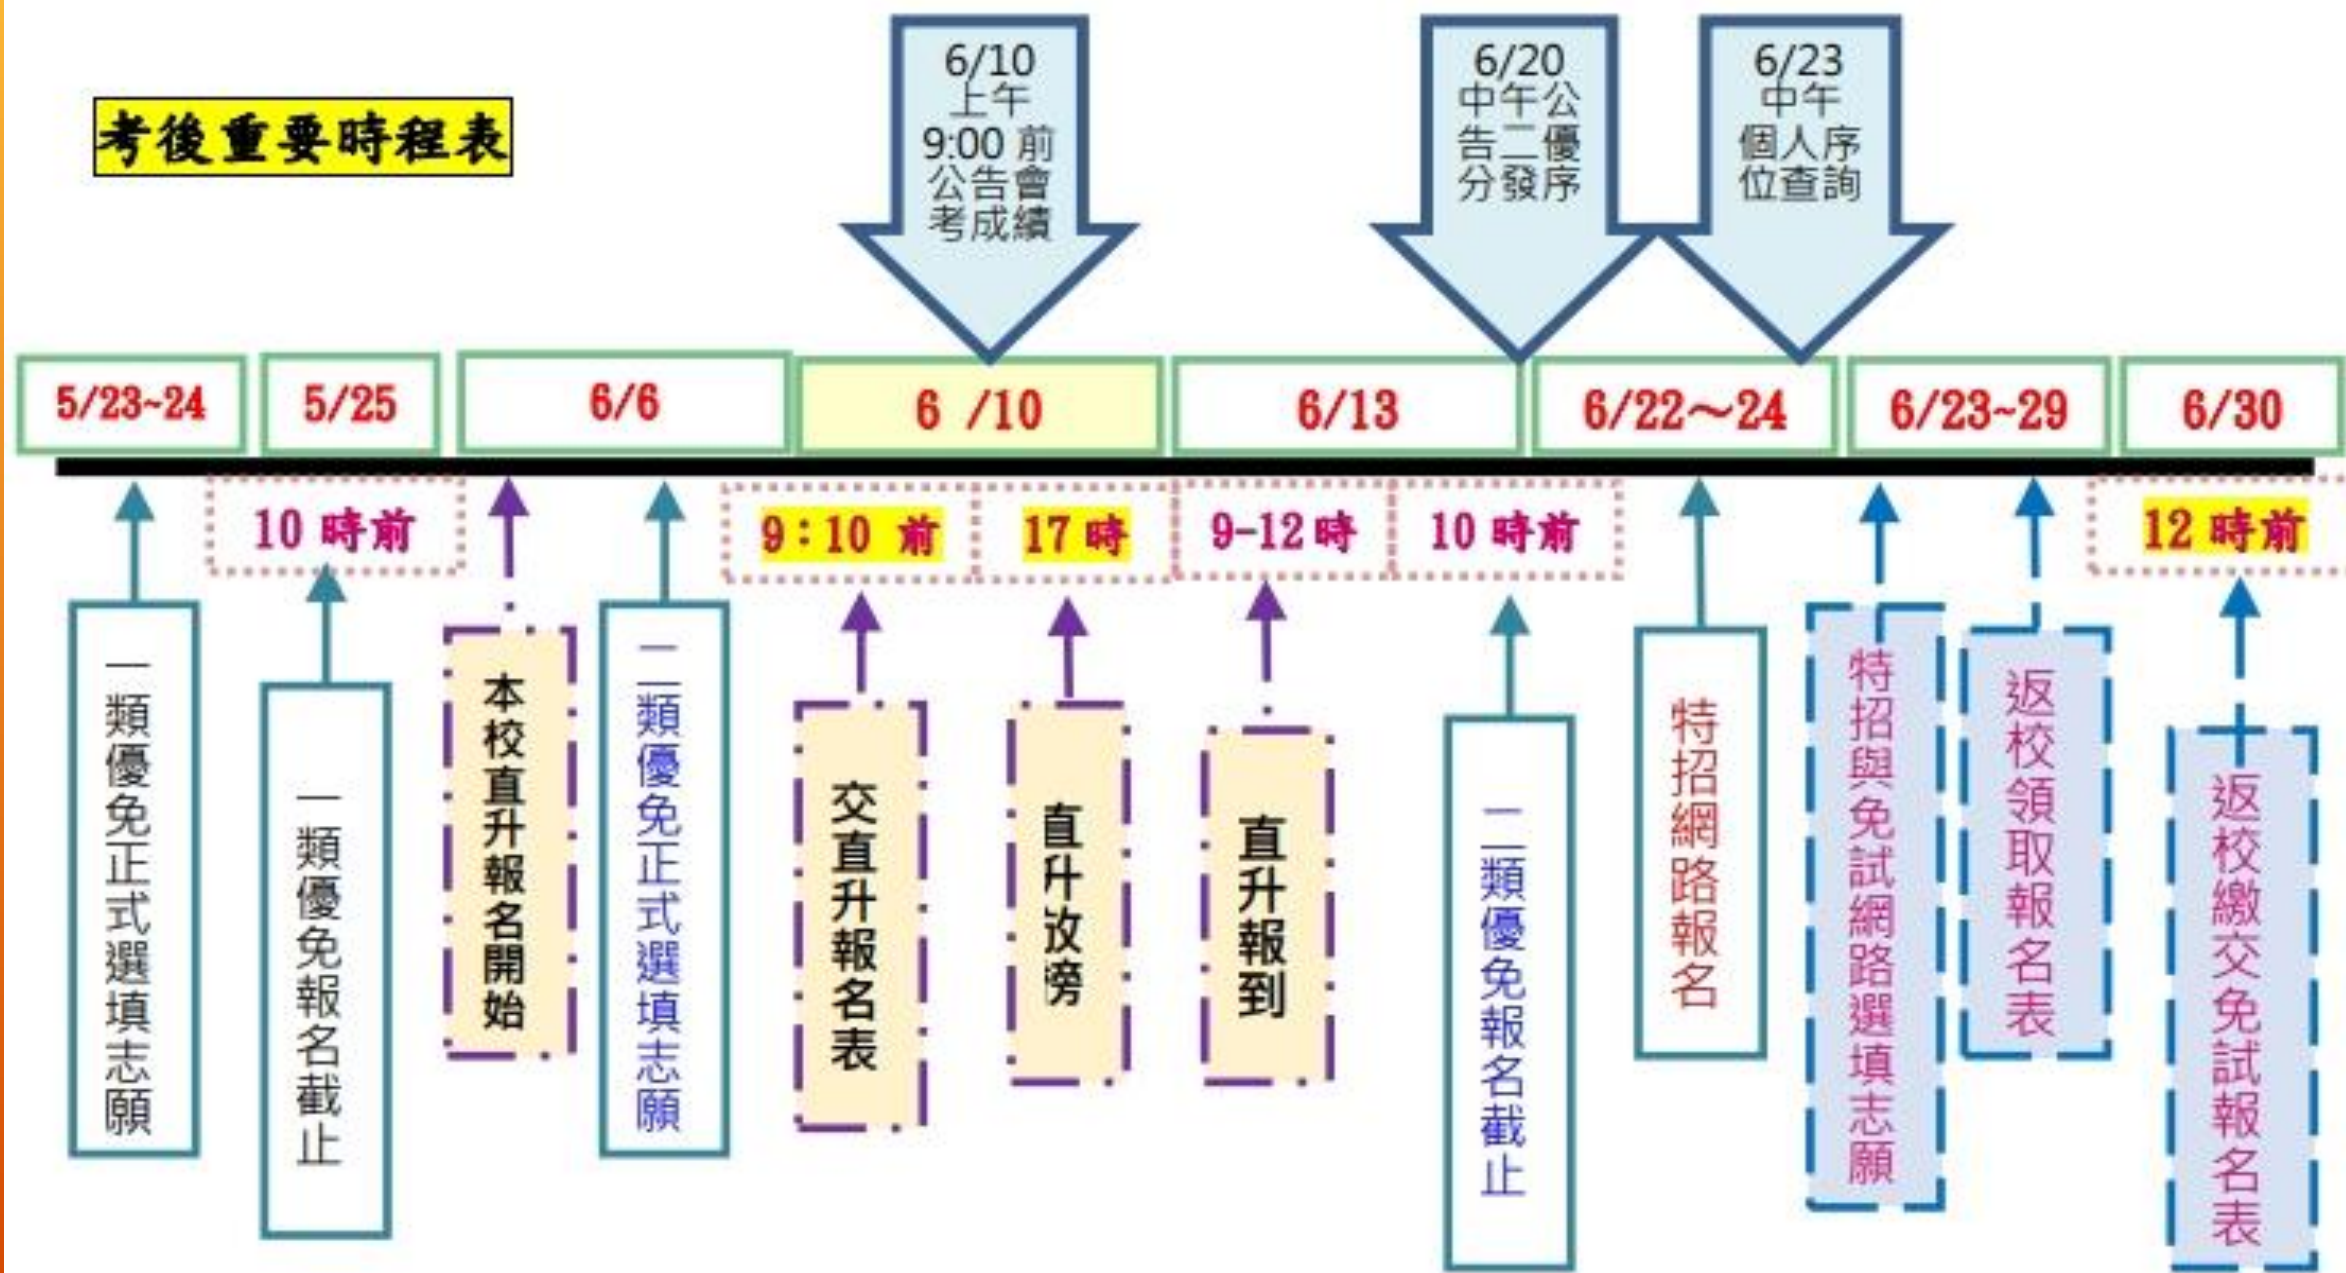 考後重要時程表
6/10
上午
9:00 前
公告會
考成績
6/20
中午公
告二優
分發序
6/23
中午
個人序
位查詢
5/23~24
5/25
6/6
6 /10
6/13
6/22～24
6/23~29
6/30
10 時前
9：10 前
17 時
9-12 時
10 時前
12 時前
一類優免正式選填志願
一類優免報名截止
本校直升報名開始
二類優免正式選填志願
交直升報名表
直升放榜
直升報到
二類優免報名截止
特招網路報名
特招與免試網路選填志願
返校領取報名表
返校繳交免試報名表